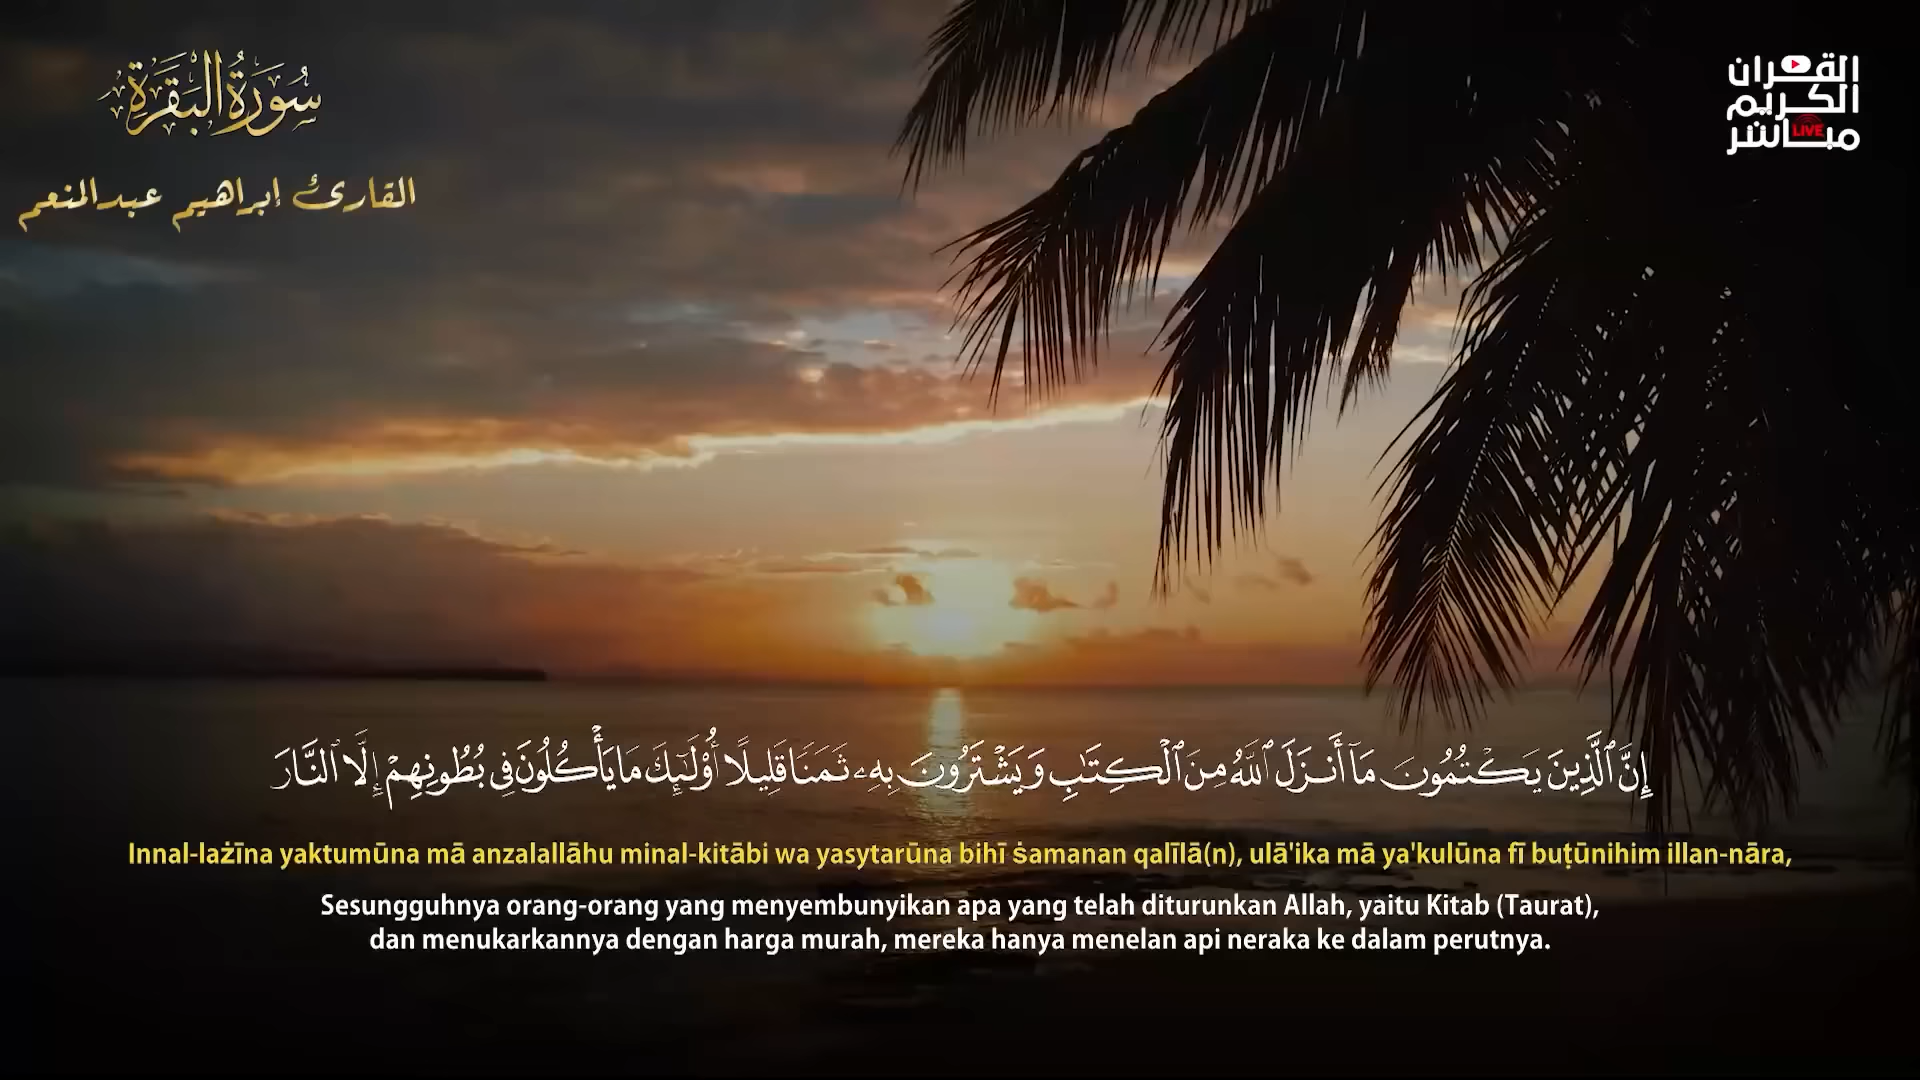 سُورَةُ البَقَرَةِ
القارئ ابراهيم عبدالمنعم
القران
الكريم
مباشر
LIVE
إِنَّ ٱلَّذِينَ يَكْتُمُونَ مَآ أَنزَلَ ٱللَّهُ مِنَ ٱلْكِتَٰبِ وَيَشْتَرُونَ بِهِۦ ثَمَنًا قَلِيلًا أُو۟لَٰٓئِكَ مَا يَأْكُلُونَ فِى بُطُونِهِمْ إِلَّا ٱلنَّارَ
Innal-lażīna yaktumūna mā anzalallāhu minal-kitābi wa yasytarūna bihī ṡamanan qalīlā(n), ulā'ika mā ya'kulūna fī buṭūnihim illan-nāra,
Sesungguhnya orang-orang yang menyembunyikan apa yang telah diturunkan Allah, yaitu Kitab (Taurat),
dan menukarkannya dengan harga murah, mereka hanya menelan api neraka ke dalam perutnya.